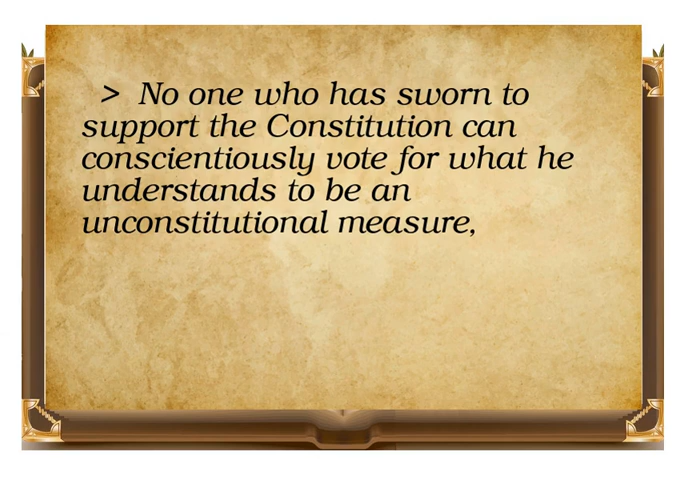 > No one who has sworn to
support the Constitution can
conscientiously vote for what he
understands to be an
unconstitutional measure,